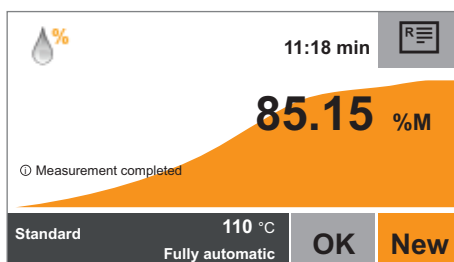 %
11:18 min
R
85.15 %M
ⓘ Measurement completed
Standard
110 °C
Fully automatic
OK
New